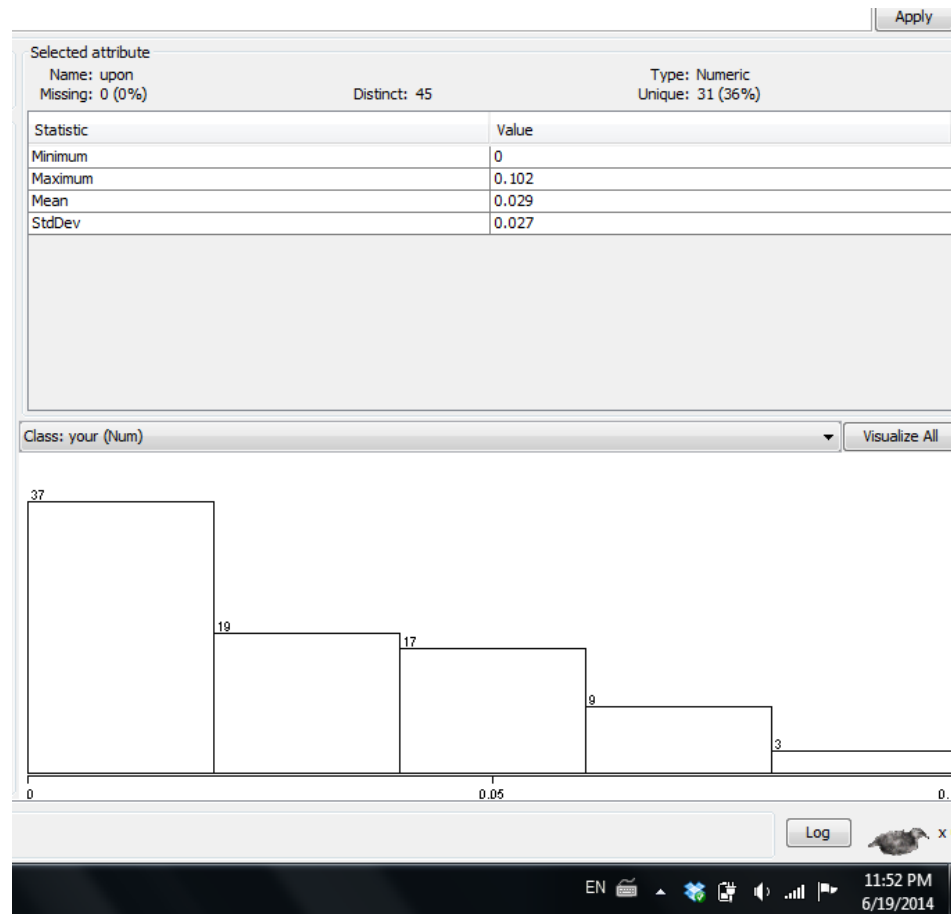 Apply
Selected attribute
Name: upon Type: Numeric
Missing: 0 (0%) Distinct: 45 Unique: 31 (36%)
Statistic Value
Minimum 0
Maximum 0.102
Mean 0.029
StdDev 0.027
Class: your (Num) Visualize All
37
19
17
9
3
0 0.05 0.
Log x
EN 11:52 PM
6/19/2014